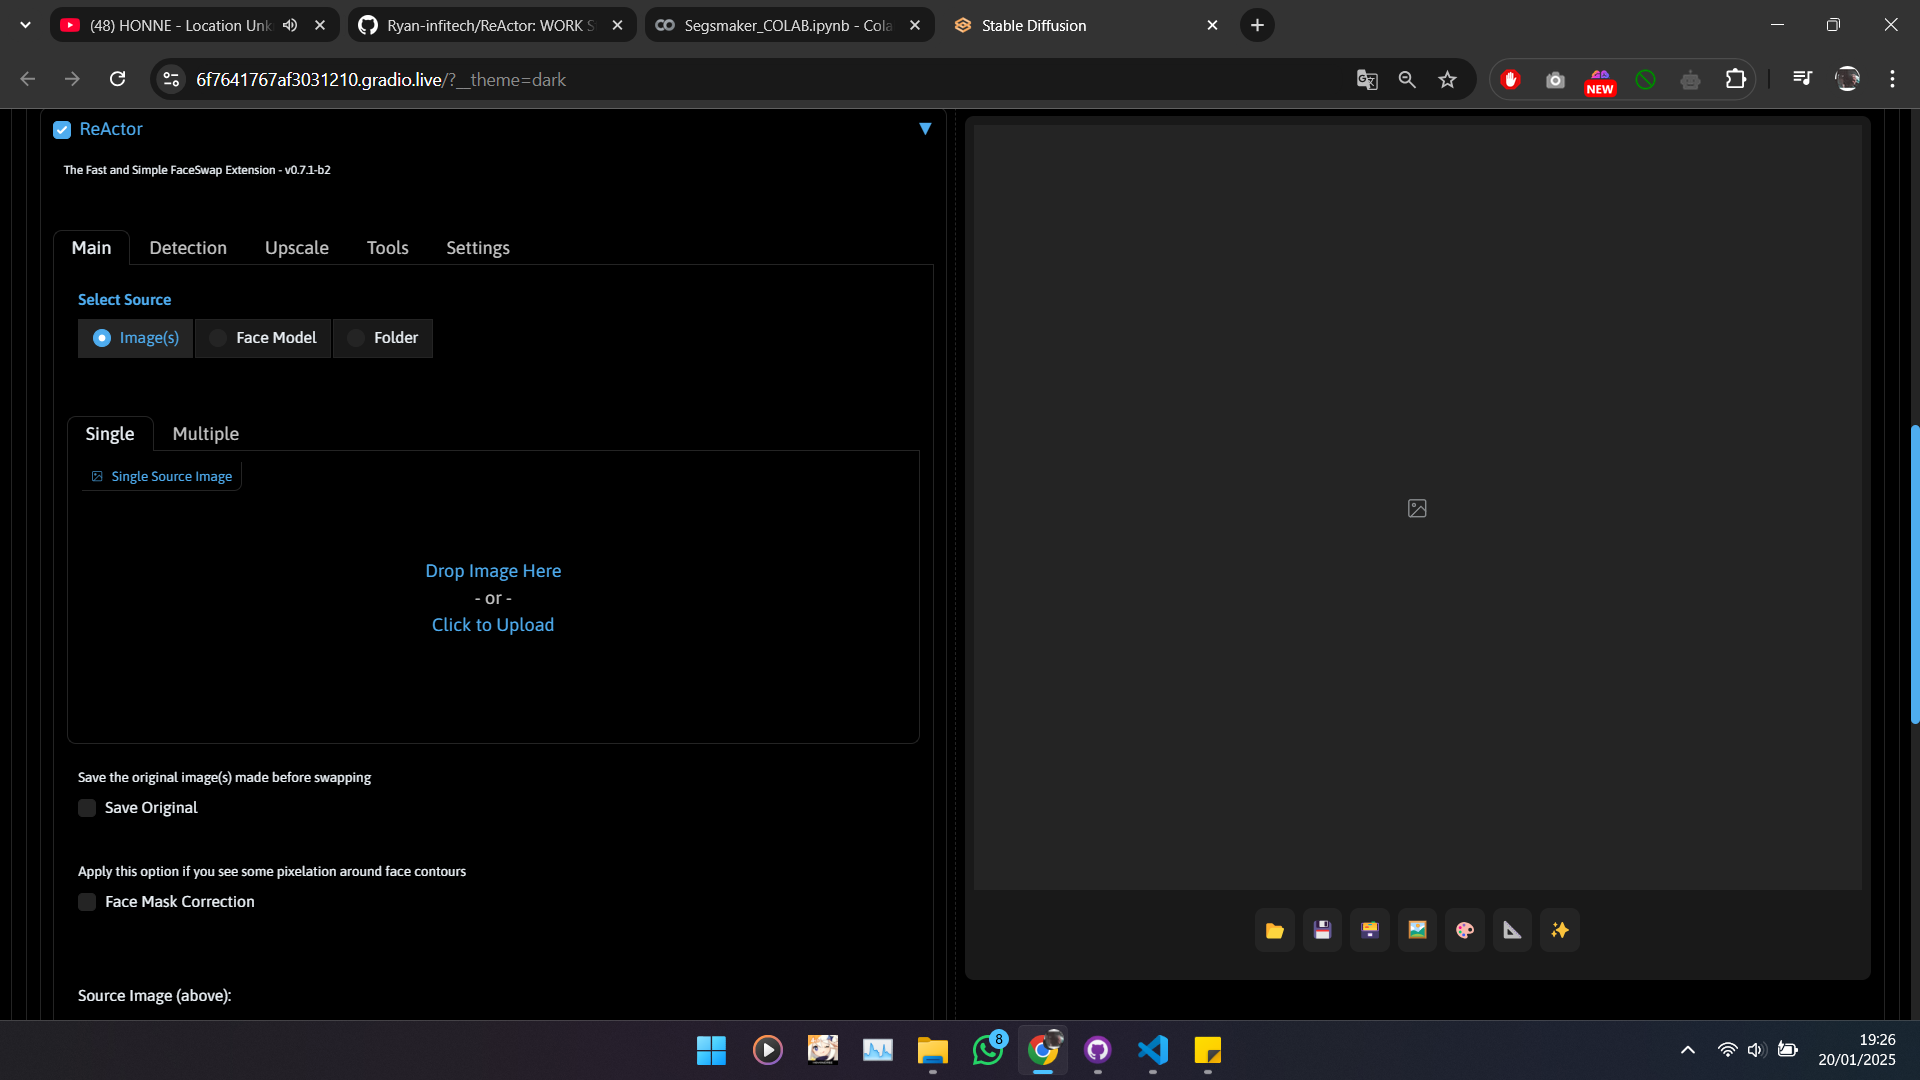 (48) HONNE - Location Unk
Ryan-infitech/ReActor: WORK S
Segsmaker_COLAB.ipynb - Cola
Stable Diffusion
6f7641767af3031210.gradio.live/?__theme=dark
NEW
ReActor
The Fast and Simple FaceSwap Extension - v0.7.1-b2
Main
Detection
Upscale
Tools
Settings
Select Source
Image(s)
Face Model
Folder
Single
Multiple
Single Source Image
Drop Image Here
- or -
Click to Upload
Save the original image(s) made before swapping
Save Original
Apply this option if you see some pixelation around face contours
Face Mask Correction
Source Image (above):
8
19:26
20/01/2025